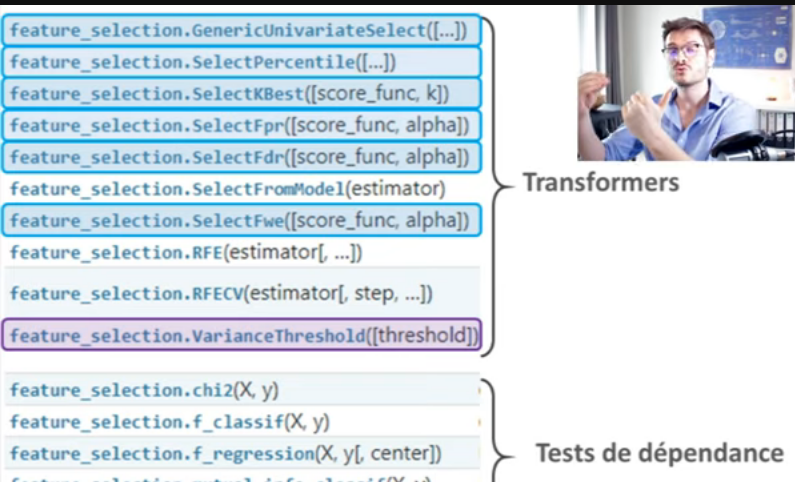 feature_selection.GenericUnivariateSelect([...])
feature_selection.SelectPercentile([...])
feature_selection.SelectKBest([score_func, k])
feature_selection.SelectFpr([score_func, alpha])
feature_selection.SelectFdr([score_func, alpha])
feature_selection.SelectFromModel(estimator)
feature_selection.SelectFwe([score_func, alpha])
feature_selection.RFE(estimator[, ...])
feature_selection.RFECV(estimator[, step, ...])
feature_selection.VarianceThreshold([threshold])
Transformers
feature_selection.chi2(X, y)
feature_selection.f_classif(X, y)
feature_selection.f_regression(X, y[, center])
feature_selection.mutual_info_classif(X, y)
Tests de dépendance